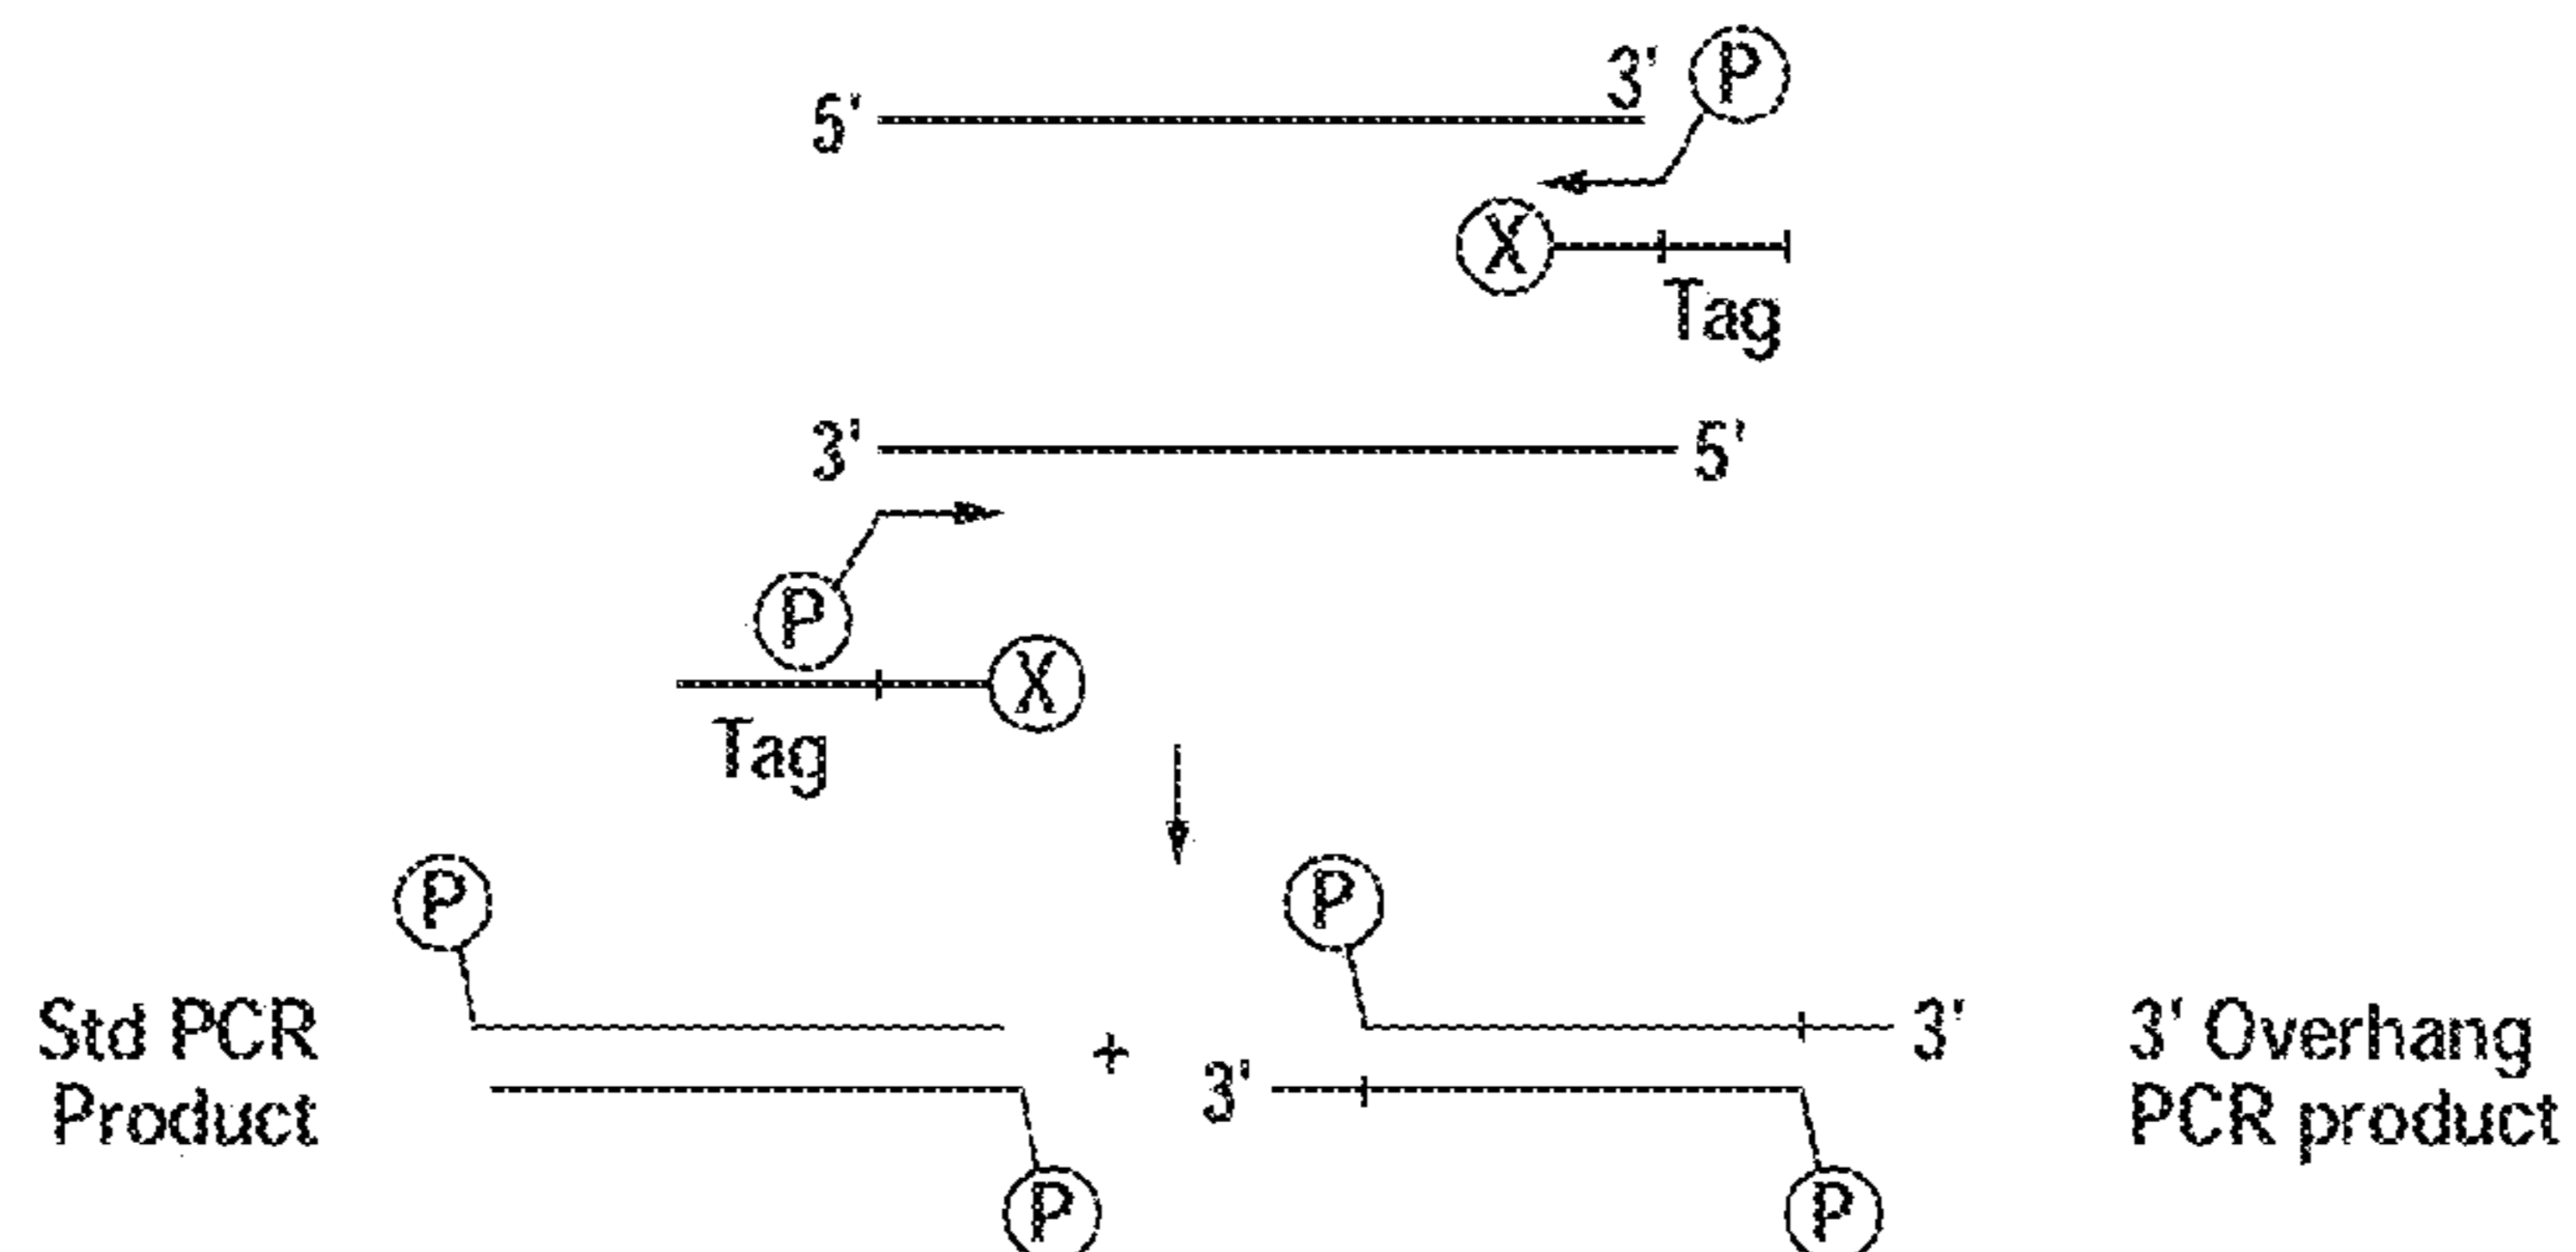 3' P
5'
X
Tag
3' 5'
P
X
Tag
P P
Std PCR + 3' 3' Overhang
Product 3' PCR product
P P